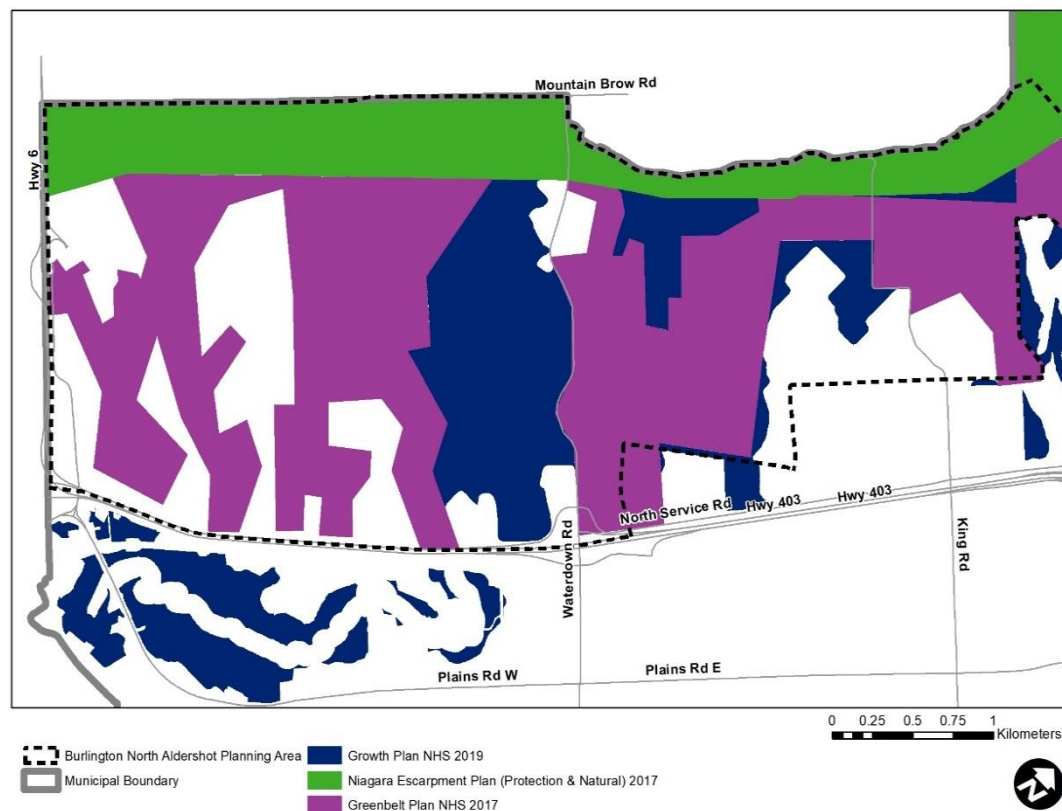 Mountain Brow Rd
Hwy 6
North Service Rd
Hwy 403
Hwy 403
Waterdown Rd
King Rd
Plains Rd W
Plains Rd E
0 0.25 0.5 0.75 1
Kilometers
Burlington North Aldershot Planning Area
Municipal Boundary
Growth Plan NHS 2019
Niagara Escarpment Plan (Protection & Natural) 2017
Greenbelt Plan NHS 2017
N